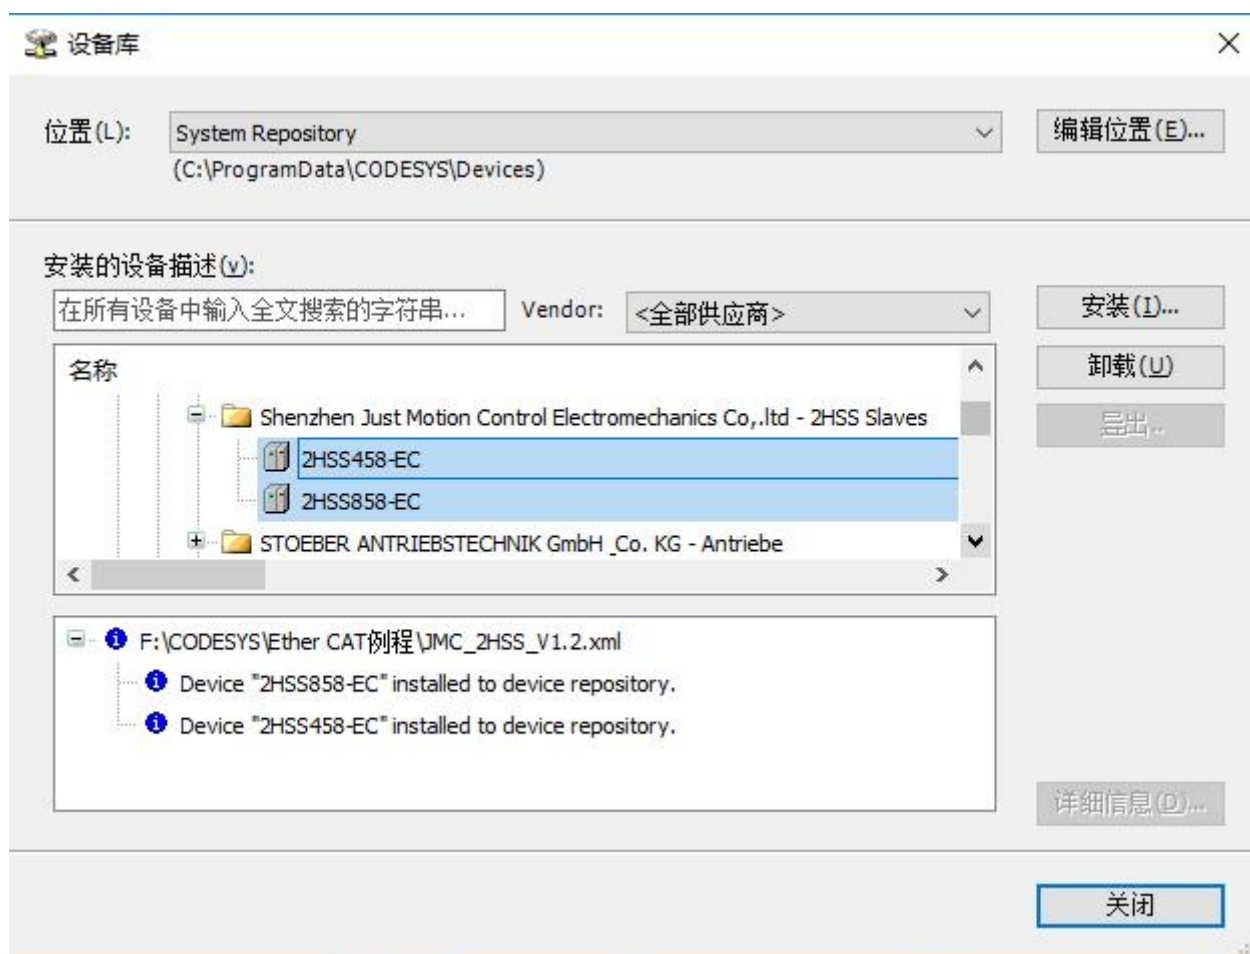 设备库
位置(L):
System Repository
编辑位置(E)...
(C:\ProgramData\CODESYS\Devices)
安装的设备描述(v):
在所有设备中输入全文搜索的字符串...
Vendor:
<全部供应商>
安装(I)...
名称
卸载(U)
Shenzhen Just Motion Control Electromechanics Co,.ltd - 2HSS Slaves
导出..
2HSS458-EC
2HSS858-EC
STOEBER ANTRIEBSTECHNIK GmbH _Co. KG - Antriebe
F:\CODESYS\Ether CAT例程\JMC_2HSS_V1.2.xml
Device "2HSS858-EC" installed to device repository.
Device "2HSS458-EC" installed to device repository.
详细信息(D)...
关闭